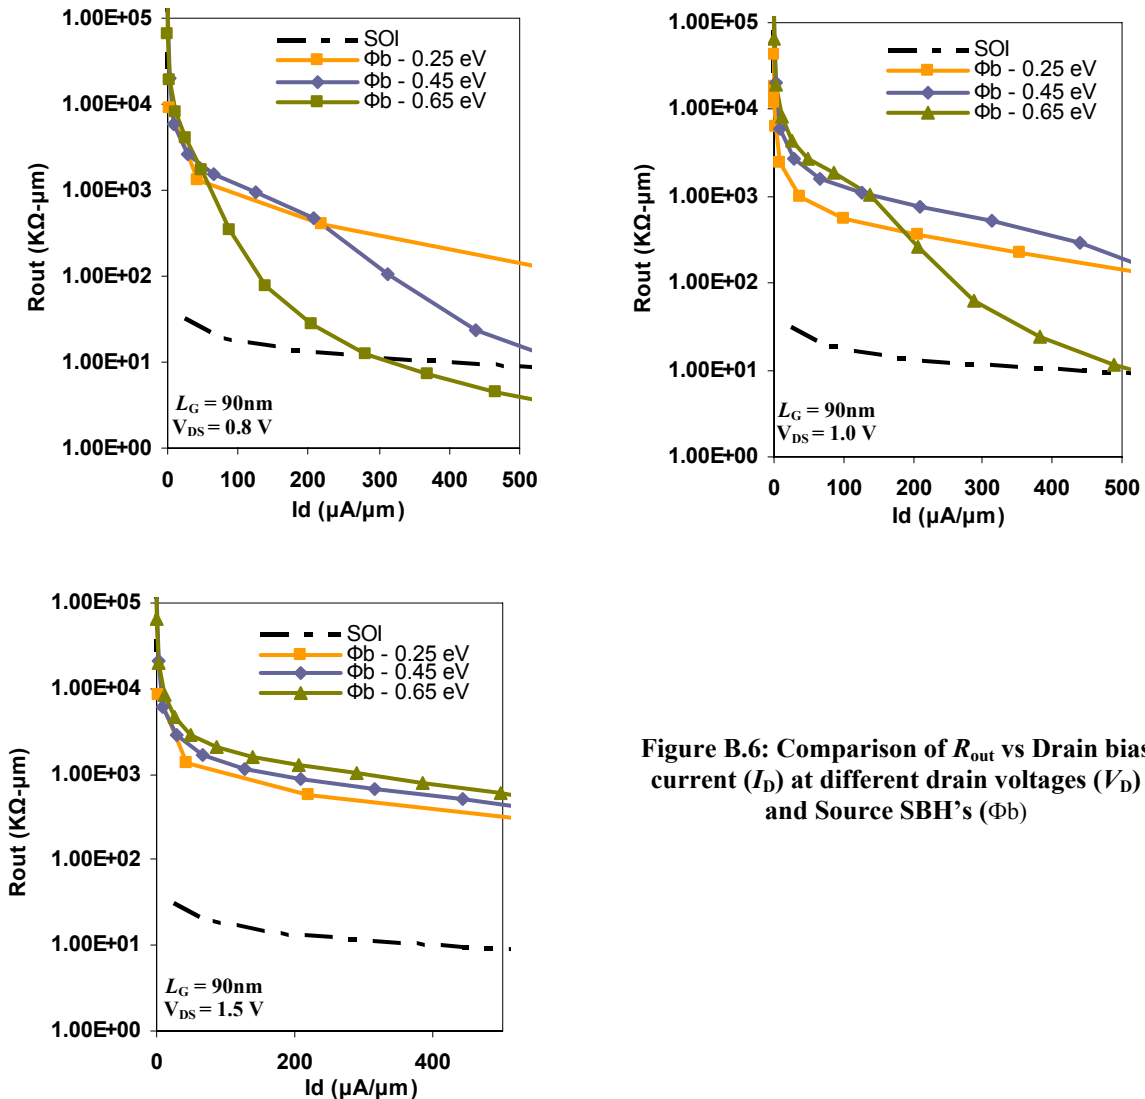 1.00E+05
1.00E+04
1.00E+03
1.00E+02
1.00E+01
1.00E+00
Rout (KΩ-µm)
SOI
Φb - 0.25 eV
Φb - 0.45 eV
Φb - 0.65 eV
LG = 90nm
VDS = 0.8 V
0 100 200 300 400 500
Id (µA/µm)
1.00E+05
1.00E+04
1.00E+03
1.00E+02
1.00E+01
1.00E+00
Rout (KΩ-µm)
SOI
Φb - 0.25 eV
Φb - 0.45 eV
Φb - 0.65 eV
LG = 90nm
VDS = 1.0 V
0 100 200 300 400 500
Id (µA/µm)
1.00E+05
1.00E+04
1.00E+03
1.00E+02
1.00E+01
1.00E+00
Rout (KΩ-µm)
SOI
Φb - 0.25 eV
Φb - 0.45 eV
Φb - 0.65 eV
LG = 90nm
VDS = 1.5 V
0 200 400
Id (µA/µm)
Figure B.6: Comparison of Rout vs Drain bias
current (ID) at different drain voltages (VD)
and Source SBH's (Φb)